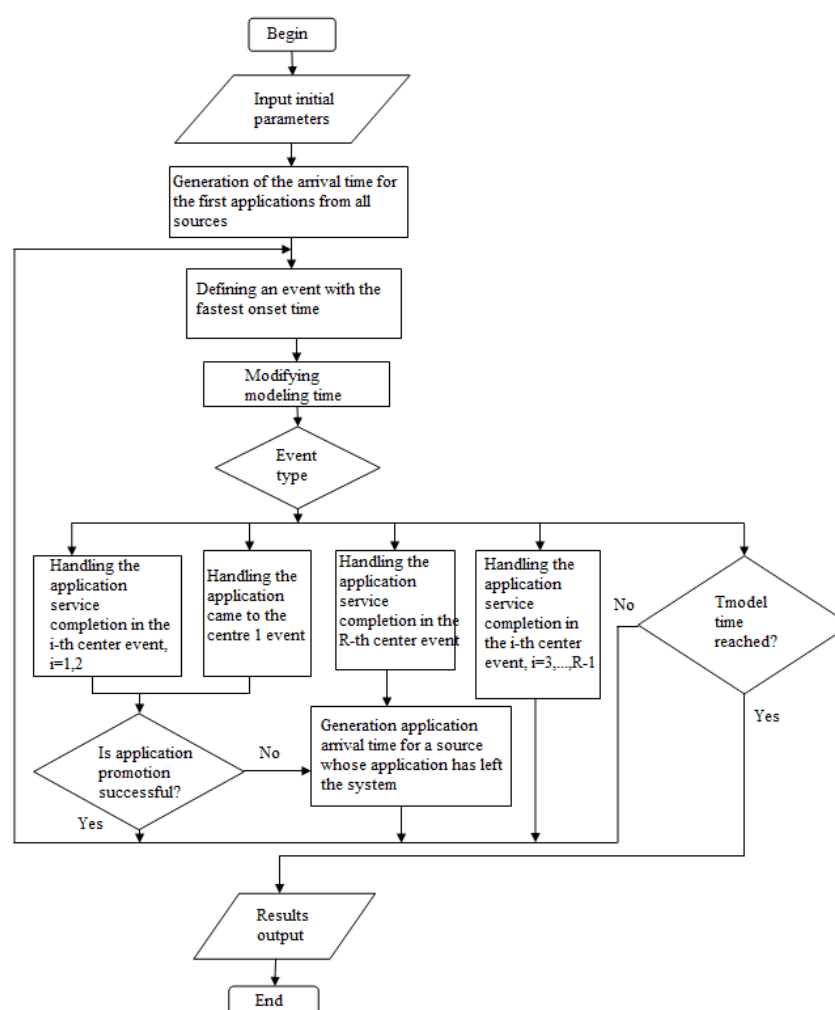 Begin
Input initial
parameters
Generation of the arrival time for
the first applications from all
sources
Defining an event with the
fastest onset time
Modifying
modeling time
Event
type
Handling the
application
service
completion in the
i-th center event,
i=1,2
Handling the
application
came to the
centre 1 event
Handling the
application
service
completion in the
R-th center event
Handling the
application
service
completion in the
i-th center
event, i=3,...,R-1
No
Tmodel
time
reached?
Yes
Is application
promotion
successful?
No
Yes
Generation application
arrival time for a source
whose application has left
the system
Results
output
End